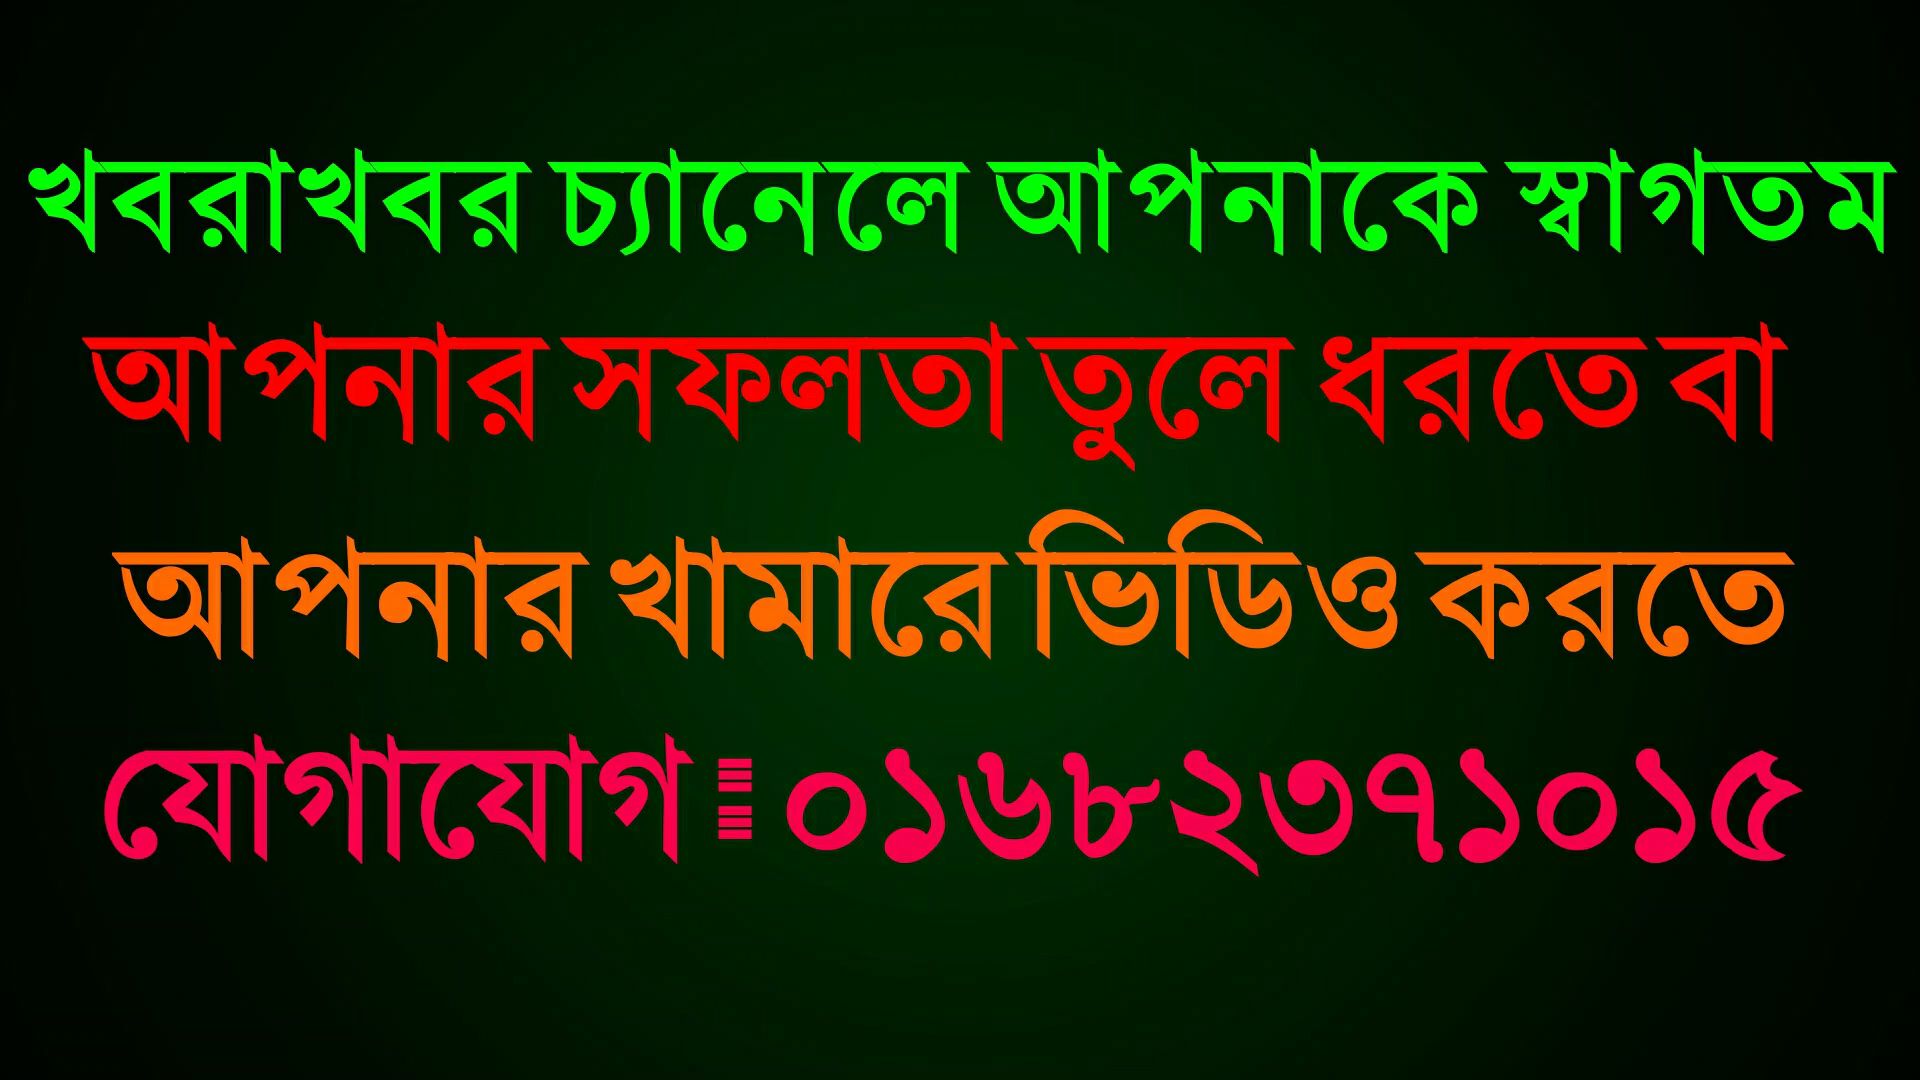 খবরাখবর চ্যানেলে আপনাকে স্বাগতম
আপনার সফলতা তুলে ধরতে বা
আপনার খামারে ভিডিও করতে
যোগাযোগ : ০১৬৮২৩৭১০১৫